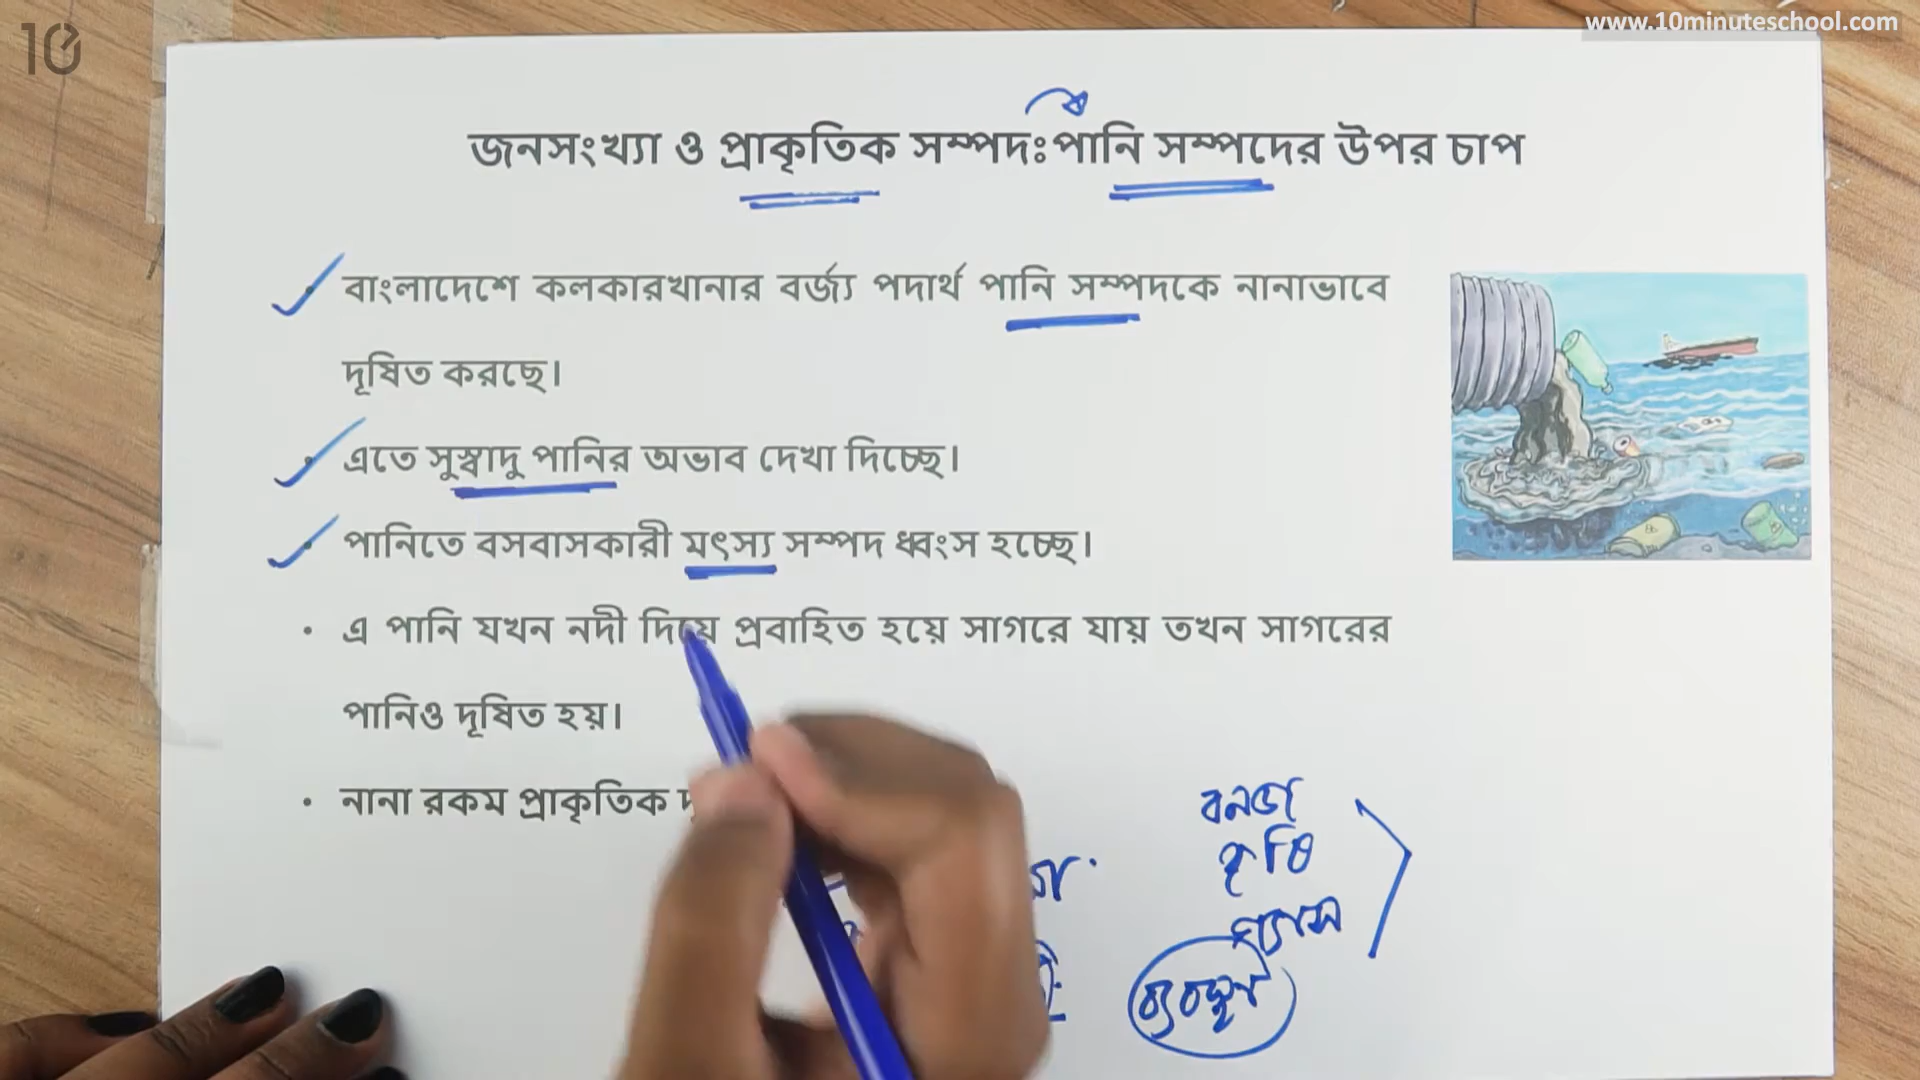 10
www.10minuteschool.com
জনসংখ্যা ও প্রাকৃতিক সম্পদঃপানি সম্পদের উপর চাপ
• বাংলাদেশে কলকারখানার বর্জ্য পদার্থ পানি সম্পদকে নানাভাবে
দূষিত করছে।
• এতে সুস্বাদু পানির অভাব দেখা দিচ্ছে।
• পানিতে বসবাসকারী মৎস্য সম্পদ ধ্বংস হচ্ছে।
• এ পানি যখন নদী দিয়ে প্রবাহিত হয়ে সাগরে যায় তখন সাগরের
পানিও দূষিত হয়।
• নানা রকম প্রাকৃতিক
কৃষি
গ্যাস